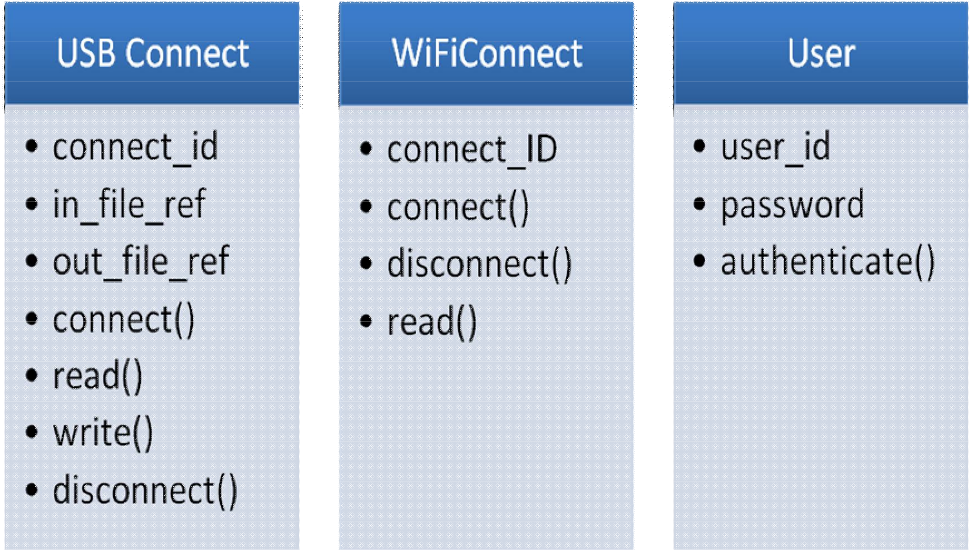 USB Connect
• connect_id
• in_file_ref
• out_file_ref
• connect()
• read()
• write()
• disconnect()
WiFiConnect
• connect_ID
• connect()
• disconnect()
• read()
User
• user_id
• password
• authenticate()